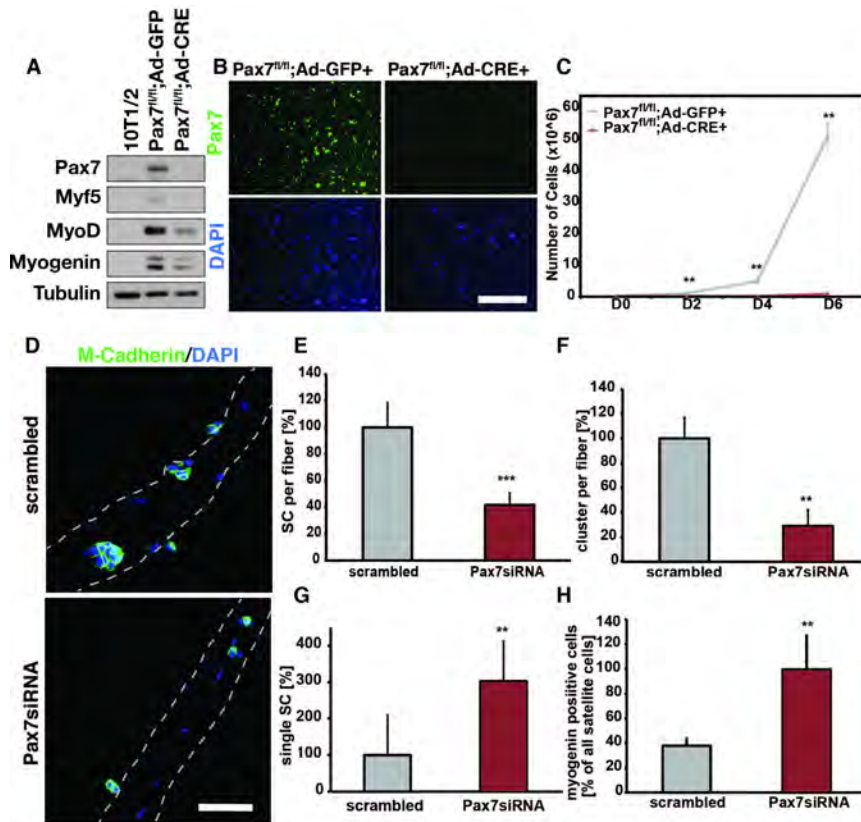 A
10T1/2
Pax7fl/fl;Ad-GFP
Pax7fl/fl;Ad-CRE
Pax7
Myf5
MyoD
Myogenin
Tubulin
B
Pax7fl/fl;Ad-GFP+ Pax7fl/fl;Ad-CRE+
Pax7
DAPi
C
Number of Cells (x10^6)
60
50
40
30
20
10
0
Pax7fl/fl;Ad-GFP+
Pax7fl/fl;Ad-CRE+
**
**
**
D0 D2 D4 D6
D
M-Cadherin/DAPI
scrambled
Pax7siRNA
E
SC per fiber [%]
140
120
100
80
60
40
20
0
***
scrambled Pax7siRNA
F
cluster per fiber [%]
140
120
100
80
60
40
20
0
**
scrambled Pax7siRNA
G
single SC [%]
400
300
200
100
0
**
scrambled Pax7siRNA
H
myogenin posiitive cells
[% of all satellite cells]
140
120
100
80
60
40
20
0
**
scrambled Pax7siRNA